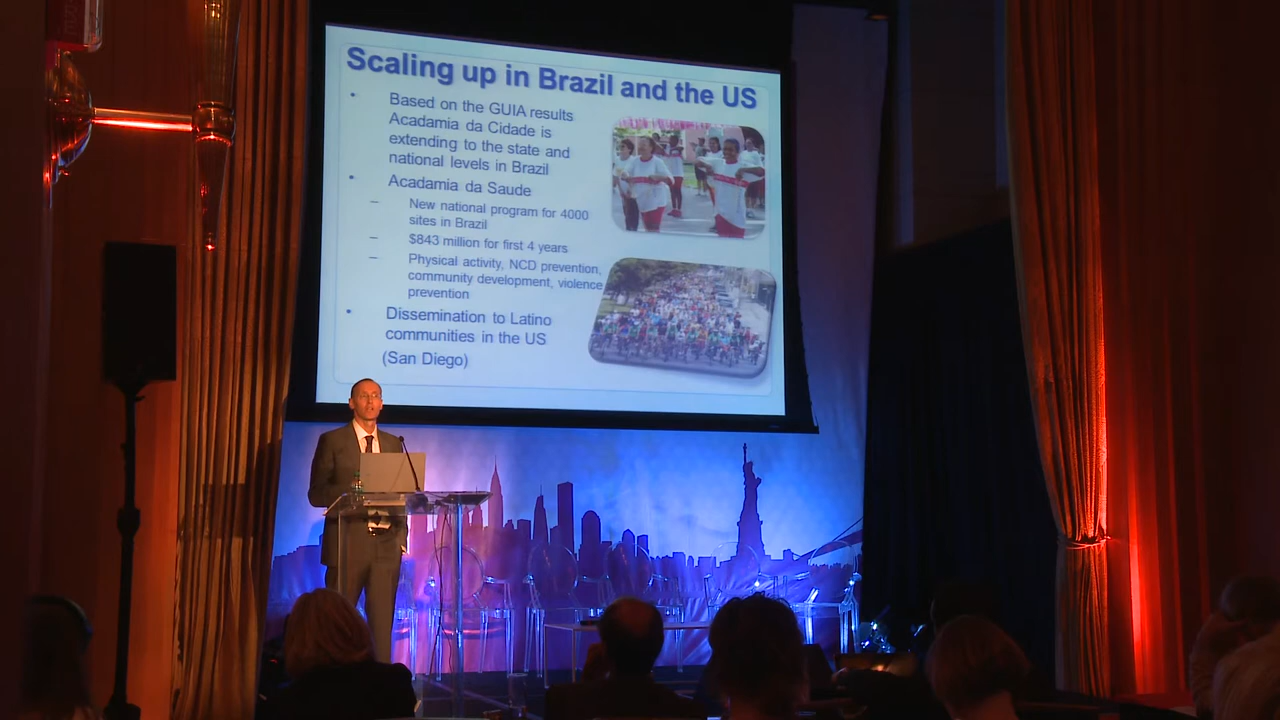 Scaling up in Brazil and the US
• Based on the GUIA results
Acadamia da Cidade is
extending to the state and
national levels in Brazil
• Acadamia da Saude
– New national program for 4000
sites in Brazil
– $843 million for first 4 years
– Physical activity, NCD prevention,
community development, violence
prevention
• Dissemination to Latino
communities in the US
(San Diego)